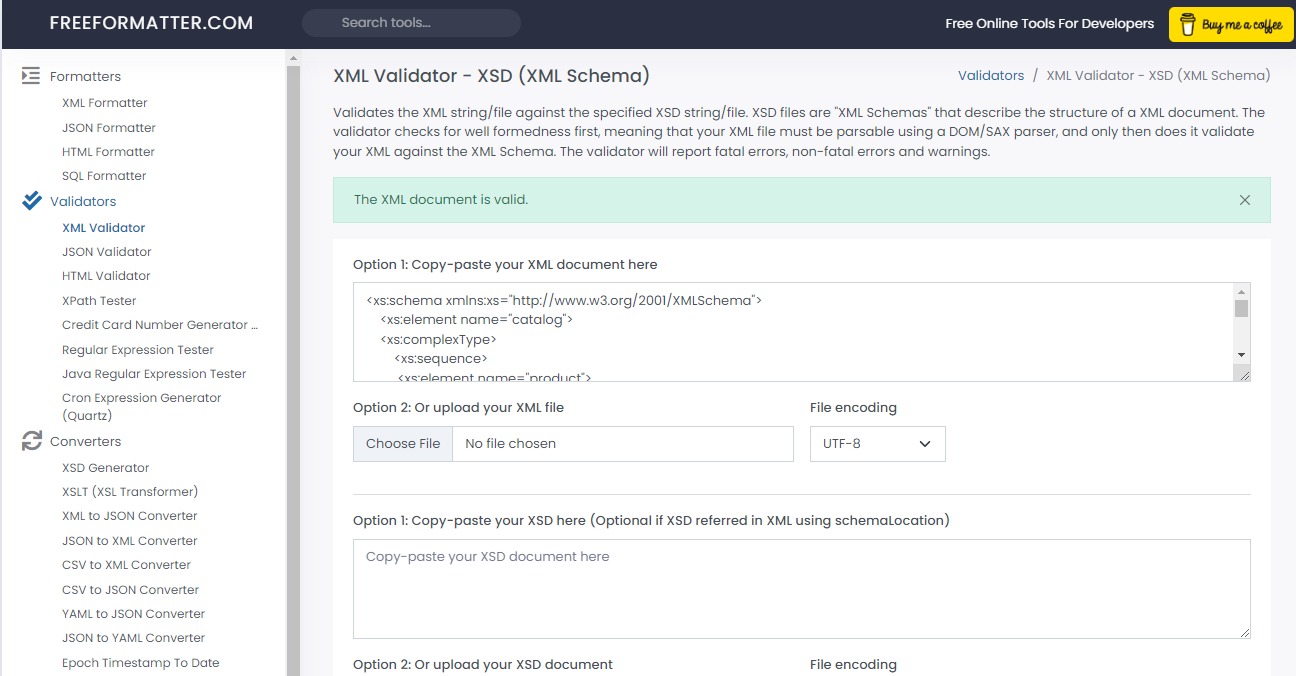 FREEFORMATTER.COM
Search tools...
Free Online Tools For Developers
Buy me a coffee
Formatters
XML Formatter
JSON Formatter
HTML Formatter
SQL Formatter
Validators
XML Validator
JSON Validator
HTML Validator
XPath Tester
Credit Card Number Generator ...
Regular Expression Tester
Java Regular Expression Tester
Cron Expression Generator
(Quartz)
Converters
XSD Generator
XSLT (XSL Transformer)
XML to JSON Converter
JSON to XML Converter
CSV to XML Converter
CSV to JSON Converter
YAML to JSON Converter
JSON to YAML Converter
Epoch Timestamp To Date
XML Validator - XSD (XML Schema)
Validators / XML Validator - XSD (XML Schema)
Validates the XML string/file against the specified XSD string/file. XSD files are "XML Schemas" that describe the structure of a XML document. The
validator checks for well formedness first, meaning that your XML file must be parsable using a DOM/SAX parser, and only then does it validate
your XML against the XML Schema. The validator will report fatal errors, non-fatal errors and warnings.
The XML document is valid.
Option 1: Copy-paste your XML document here
<xs:schema xmlns:xs="http://www.w3.org/2001/XMLSchema">
<xs:element name="catalog">
<xs:complexType>
<xs:sequence>
<xs:element name="product">
Option 2: Or upload your XML file
File encoding
Choose File
No file chosen
UTF-8
Option 1: Copy-paste your XSD here (Optional if XSD referred in XML using schemaLocation)
Copy-paste your XSD document here
Option 2: Or upload your XSD document
File encoding